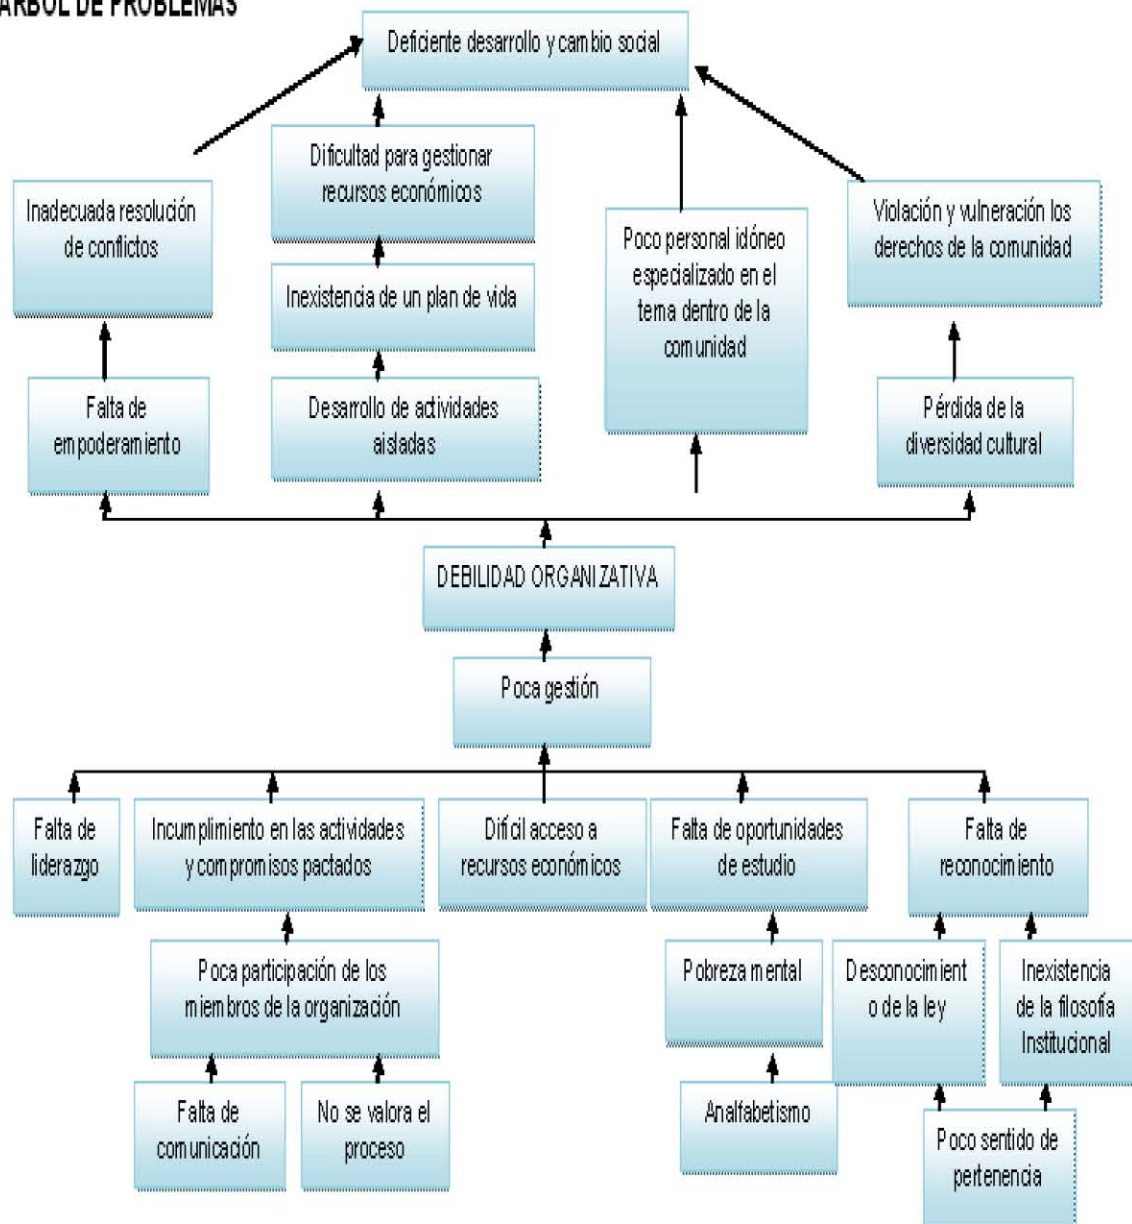 ÁRBOL DE PROBLEMAS
Deficiente desarrollo y cambio social
Dificultad para gestionar
recursos económicos
Inadecuada resolución
de conflictos
Violación y vulneración los
derechos de la comunidad
Poco personal idóneo
especializado en el
tema dentro de la
comunidad
Inexistencia de un plan de vida
Falta de
empoderamiento
Desarrollo de actividades
aisladas
Pérdida de la
diversidad cultural
DEBILIDAD ORGANIZATIVA
Poca gestión
Falta de
liderazgo
Incumplimiento en las actividades
y compromisos pactados
Difícil acceso a
recursos económicos
Falta de oportunidades
de estudio
Falta de
reconocimiento
Poca participación de los
miembros de la organización
Pobreza mental
Desconocimient
o de la ley
Inexistencia
de la filosofía
Institucional
Falta de
comunicación
No se valora el
proceso
Analfabetismo
Poco sentido de
pertenencia